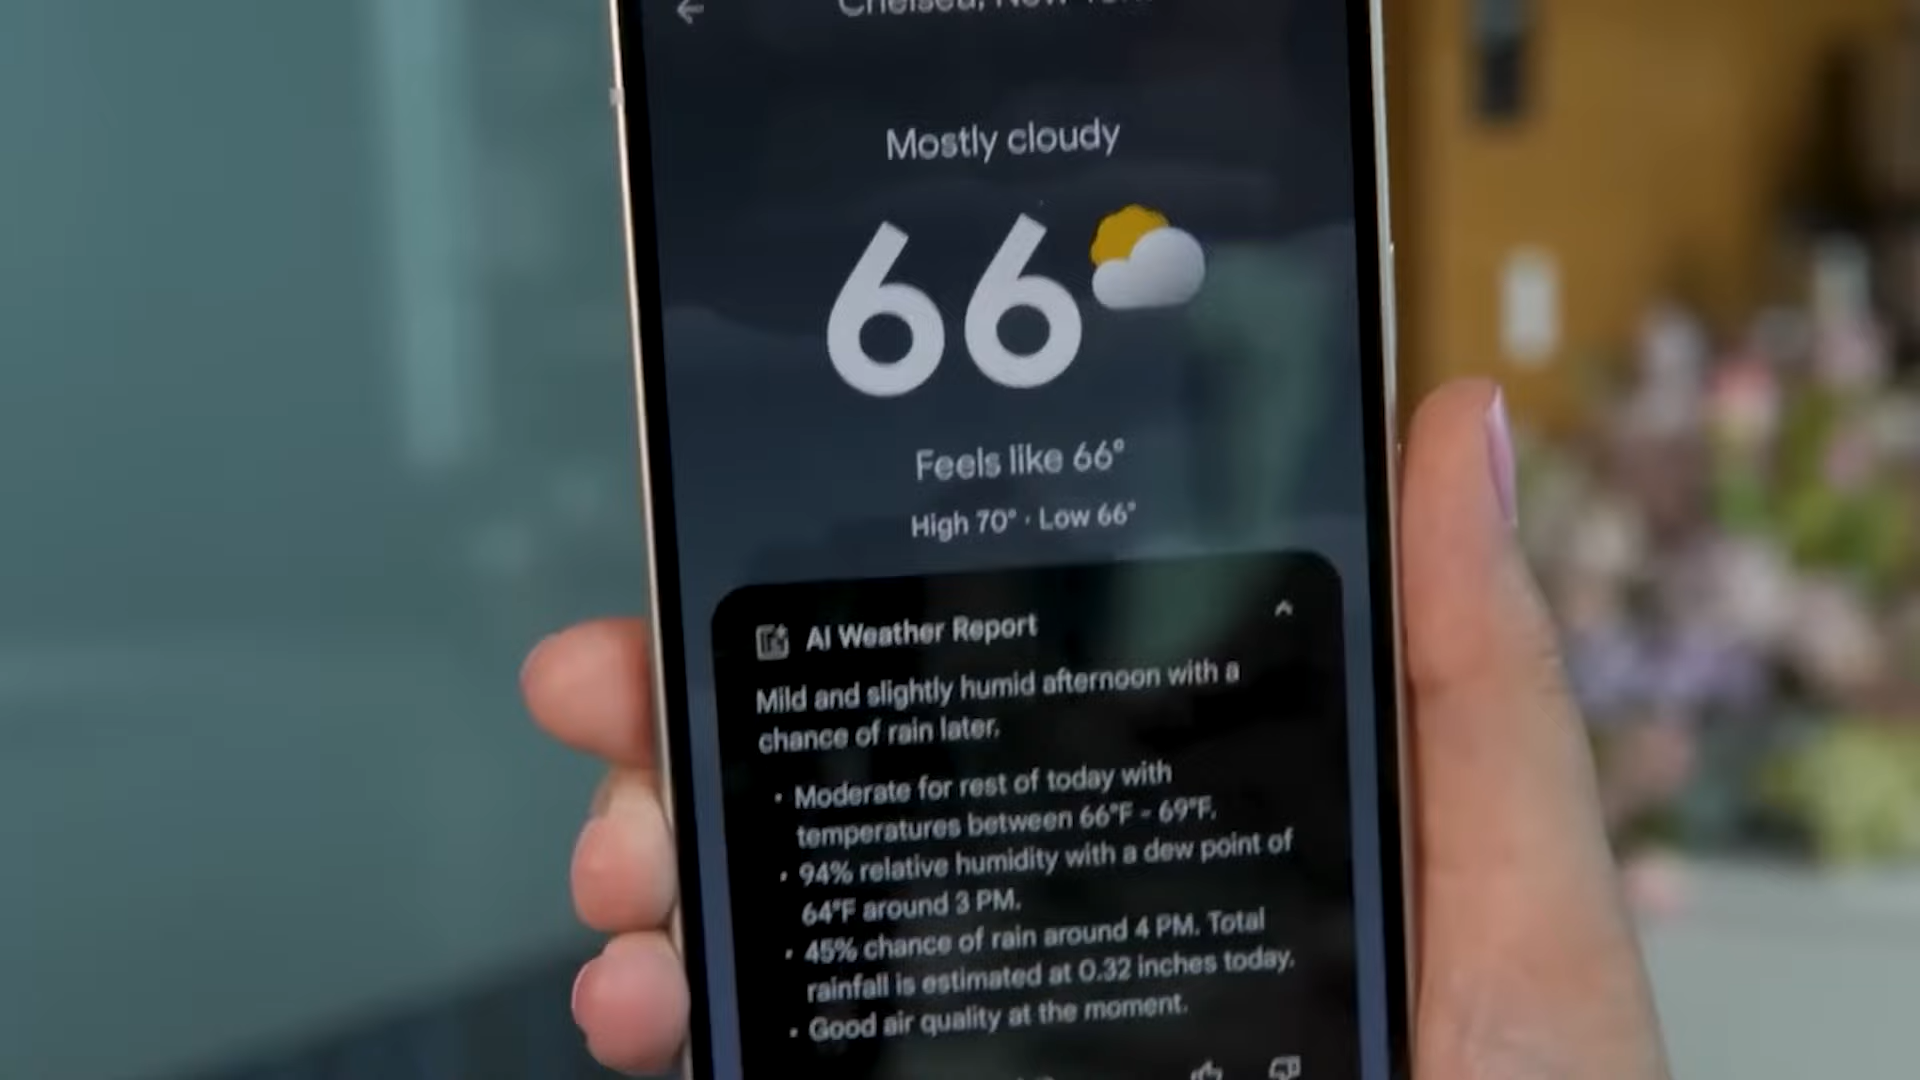 Chelsea, New York
Mostly cloudy
66
Feels like 66°
High 70° · Low 66°
AI Weather Report
Mild and slightly humid afternoon with a
chance of rain later.
• Moderate for rest of today with
temperatures between 66°F - 69°F.
• 94% relative humidity with a dew point of
64°F around 3 PM.
• 45% chance of rain around 4 PM. Total
rainfall is estimated at 0.32 inches today.
• Good air quality at the moment.